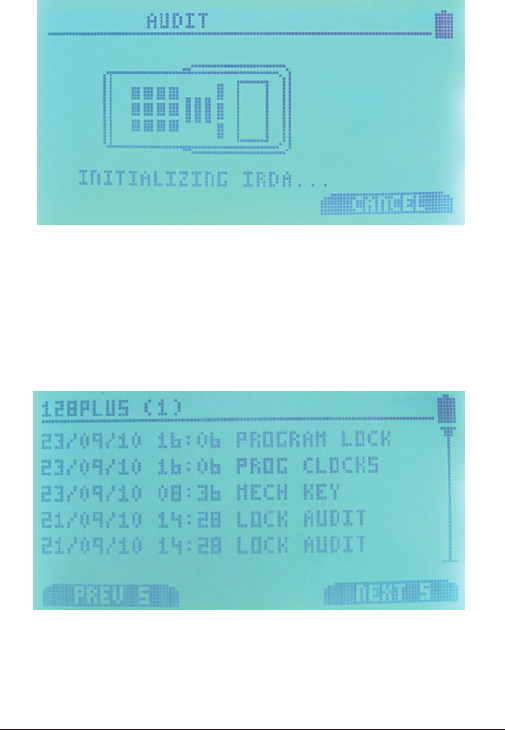 AUDIT
INITIALIZING IRDA...
CANCEL
128PLUS (1)
23/09/10 16:06 PROGRAM LOCK
23/09/10 16:06 PROG CLOCKS
23/09/10 08:36 MECH KEY
21/09/10 14:28 LOCK AUDIT
21/09/10 14:28 LOCK AUDIT
PREV 5 NEXT 5